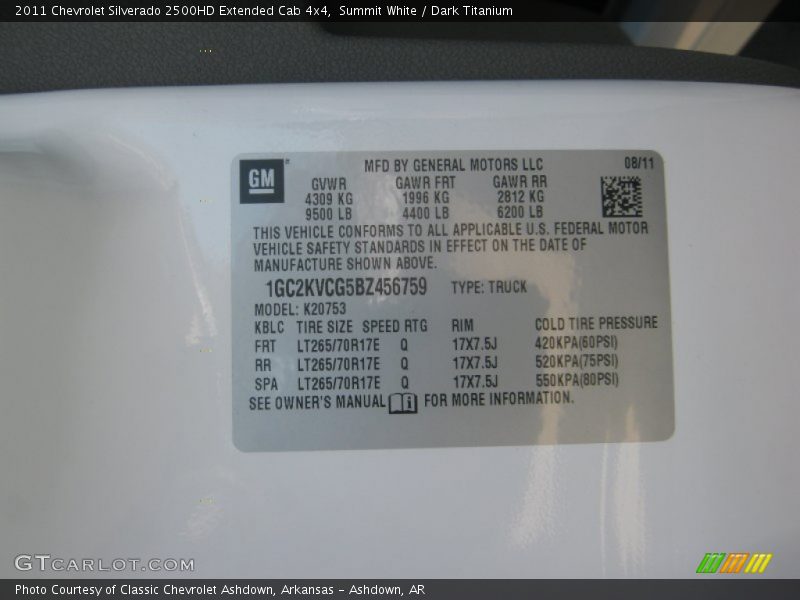 2011 Chevrolet Silverado 2500HD Extended Cab 4x4, Summit White / Dark Titanium
GM MFD BY GENERAL MOTORS LLC 08/11
GVWR GAWR FRT GAWR RR
4309 KG 1996 KG 2812 KG
9500 LB 4400 LB 6200 LB
THIS VEHICLE CONFORMS TO ALL APPLICABLE U.S. FEDERAL MOTOR
VEHICLE SAFETY STANDARDS IN EFFECT ON THE DATE OF
MANUFACTURE SHOWN ABOVE.
1GC2KVCG5BZ456759 TYPE: TRUCK
MODEL: K20753
KBLC TIRE SIZE SPEED RTG RIM COLD TIRE PRESSURE
FRT LT265/70R17E Q 17X7.5J 420KPA(60PSI)
RR LT265/70R17E Q 17X7.5J 520KPA(75PSI)
SPA LT265/70R17E Q 17X7.5J 550KPA(80PSI)
SEE OWNER'S MANUAL FOR MORE INFORMATION.
GTCARLOT.COM
Photo Courtesy of Classic Chevrolet Ashdown, Arkansas - Ashdown, AR